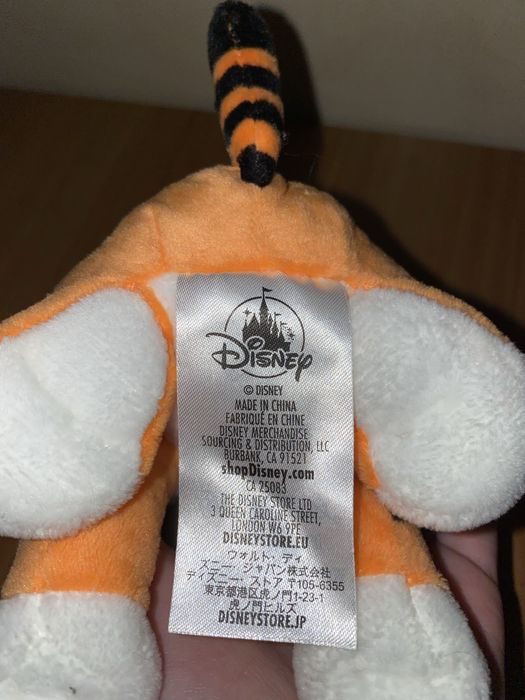 Disney
© DISNEY
MADE IN CHINA
FABRIQUÉ EN CHINE
DISNEY MERCHANDISE
SOURCING & DISTRIBUTION, LLC
BURBANK, CA 91521
shopDisney.com
CA 25083
THE DISNEY STORE LTD
3 QUEEN CAROLINE STREET,
LONDON W6 9PE
DISNEYSTORE.EU
ウォルト・ディ
ズニー・ジャパン株式会社
ディズニー・ストア 〒105-6355
東京都港区虎ノ門1-23-1
虎ノ門ヒルズ
DISNEYSTORE.JP